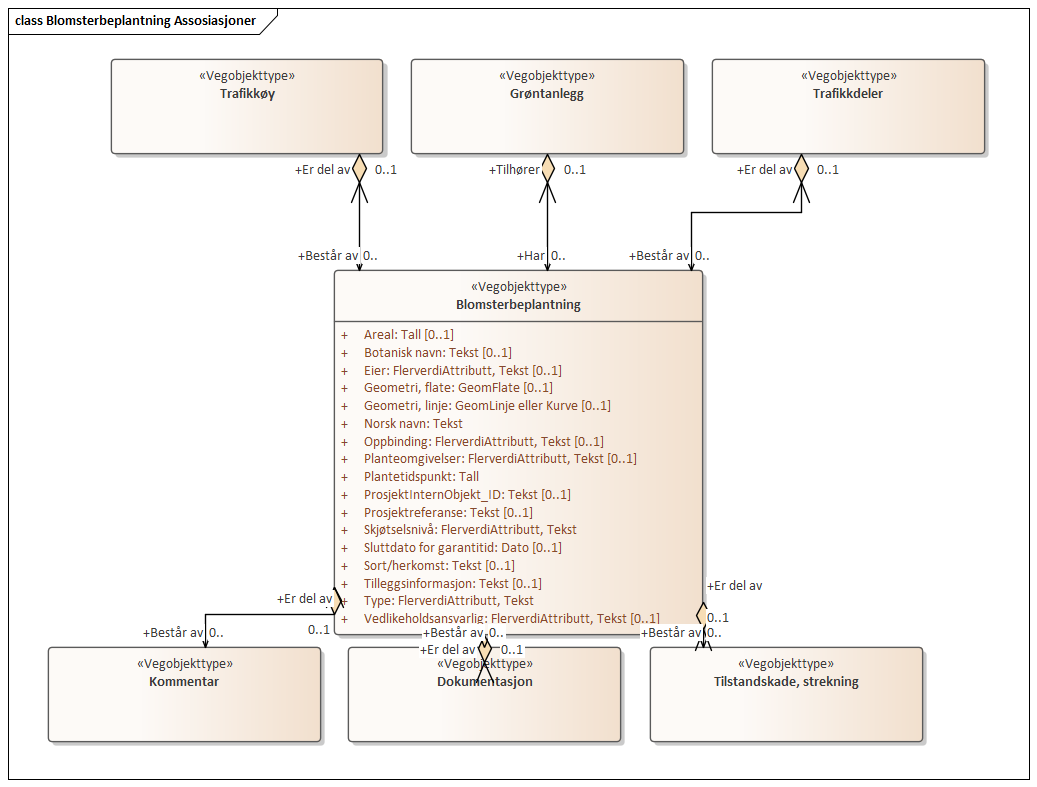 class Blomsterbeplantning Assosiasjoner
«Vegobjekttype»
Trafikkøy
«Vegobjekttype»
Grøntanlegg
«Vegobjekttype»
Trafikkdeler
+Er del av 0..1
+Tilhører 0..1
+Er del av 0..1
+Består av 0..
+Har 0..
+Består av 0..
«Vegobjekttype»
Blomsterbeplantning
+ Areal: Tall [0..1]
+ Botanisk navn: Tekst [0..1]
+ Eier: FlerverdiAttributt, Tekst [0..1]
+ Geometri, flate: GeomFlate [0..1]
+ Geometri, linje: GeomLinje eller Kurve [0..1]
+ Norsk navn: Tekst
+ Oppbinding: FlerverdiAttributt, Tekst [0..1]
+ Planteomgivelser: FlerverdiAttributt, Tekst [0..1]
+ Plantetidspunkt: Tall
+ ProsjektInternObjekt_ID: Tekst [0..1]
+ Prosjektreferanse: Tekst [0..1]
+ Skjøtselsnivå: FlerverdiAttributt, Tekst
+ Sluttdato for garantitid: Dato [0..1]
+ Sort/herkomst: Tekst [0..1]
+ Tilleggsinformasjon: Tekst [0..1]
+ Type: FlerverdiAttributt, Tekst
+ Vedlikeholdsansvarlig: FlerverdiAttributt, Tekst [0..1]
+Er del av
0..1
+Består av 0..
+Består av 0..
+Er del av 0..1
+Er del av
0..1
+Består av 0..
«Vegobjekttype»
Kommentar
«Vegobjekttype»
Dokumentasjon
«Vegobjekttype»
Tilstandskade, strekning